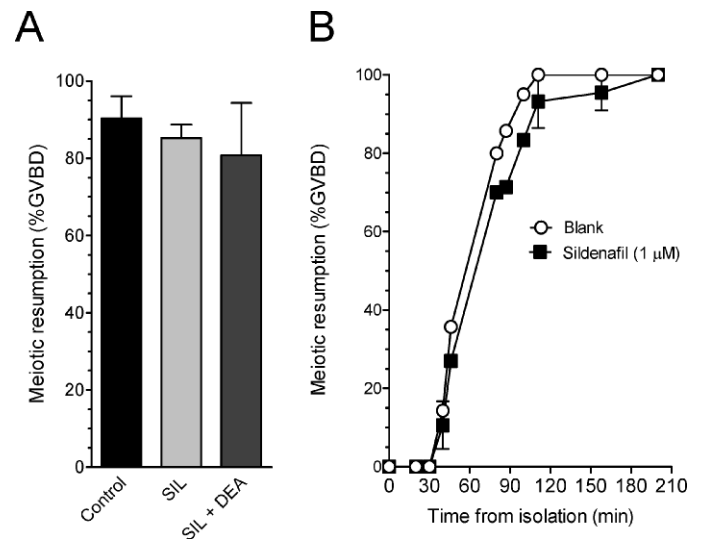 A
Meiotic resumption (%GVBD)
100
80
60
40
20
0
Control
SIL
SIL + DEA
B
Meiotic resumption (%GVBD)
100
80
60
40
20
0
Blank
Sildenafil (1 μM)
0 30 60 90 120 150 180 210
Time from isolation (min)